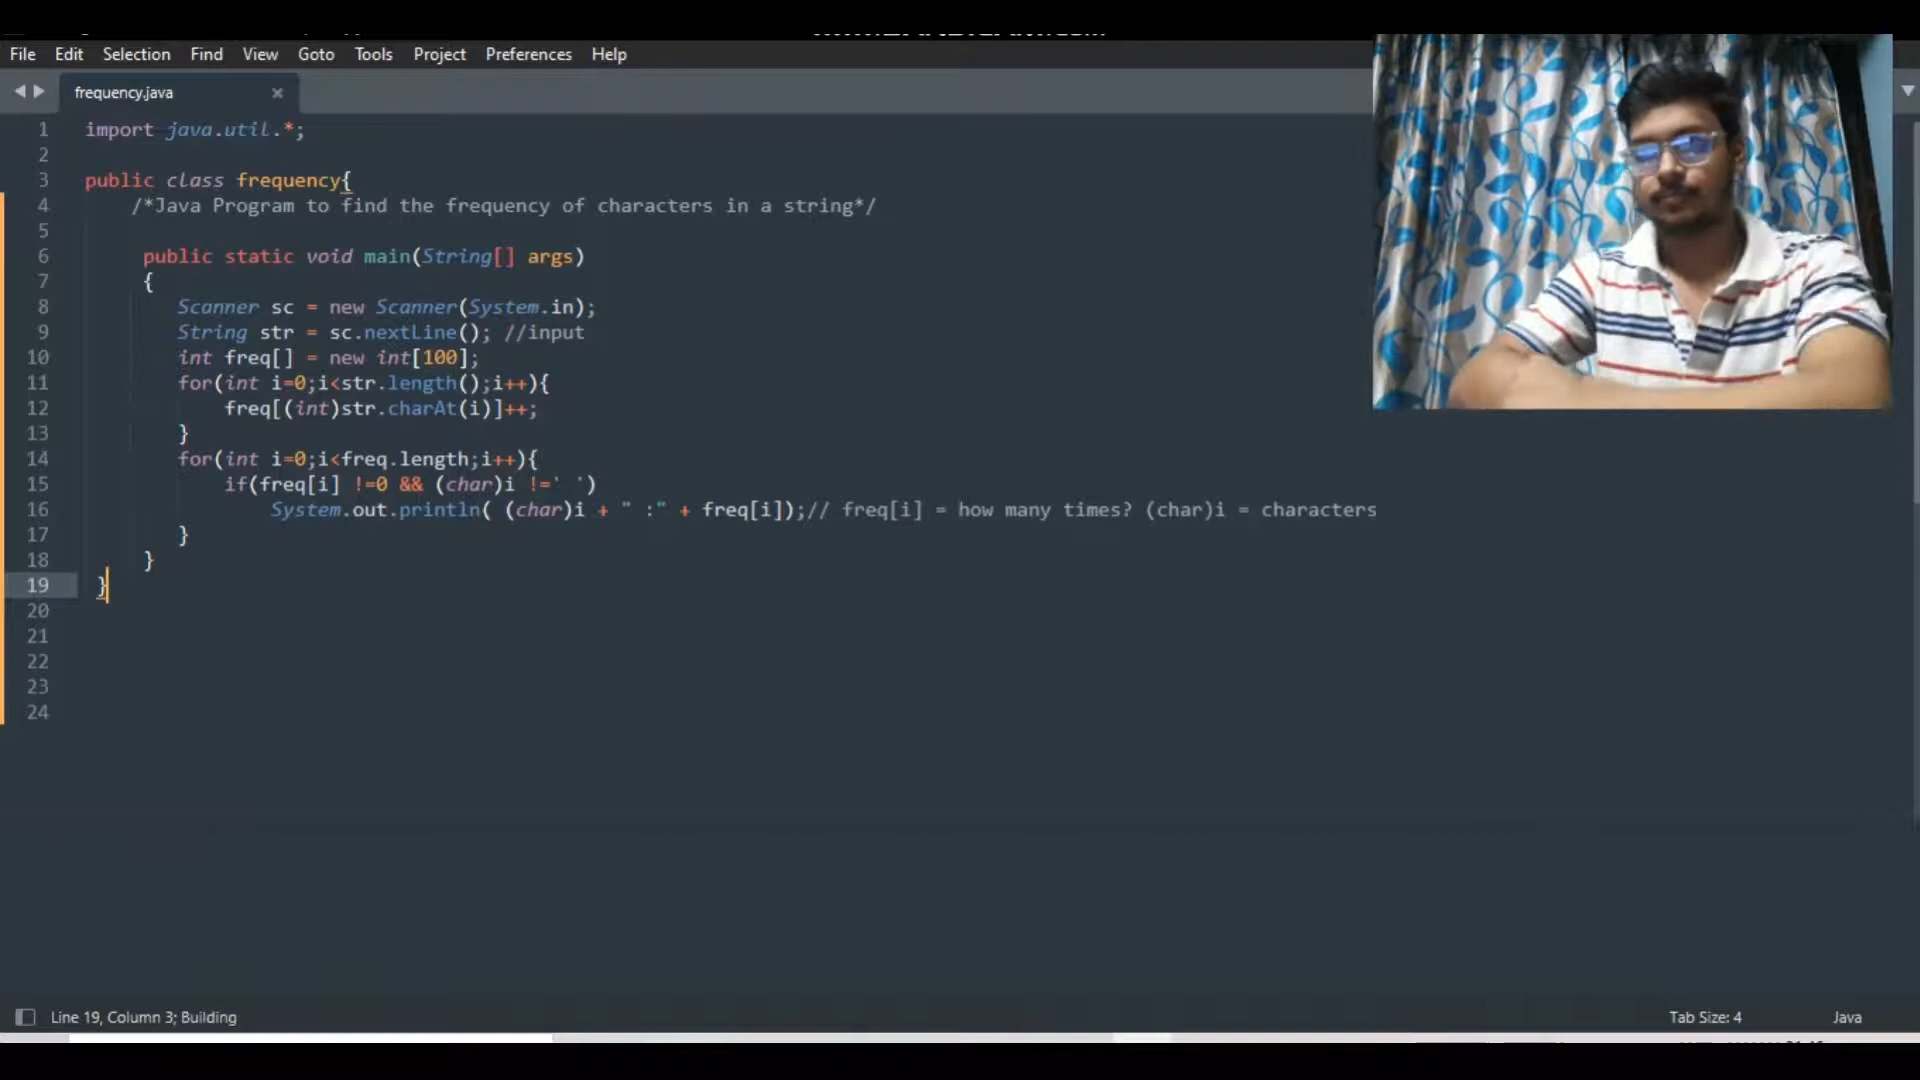 File Edit Selection Find View Goto Tools Project Preferences Help
frequency.java
1 import java.util.*;
2
3 public class frequency{
4 /*Java Program to find the frequency of characters in a string*/
5
6 public static void main(String[] args)
7 {
8 Scanner sc = new Scanner(System.in);
9 String str = sc.nextLine(); //input
10 int freq[] = new int[100];
11 for(int i=0;i<str.length();i++){
12 freq[(int)str.charAt(i)]++;
13 }
14 for(int i=0;i<freq.length;i++){
15 if(freq[i] !=0 && (char)i !=' ')
16 System.out.println( (char)i + " :" + freq[i]);// freq[i] = how many times? (char)i = characters
17 }
18 }
19 }
20
21
22
23
24
Line 19, Column 3; Building
Tab Size: 4
Java